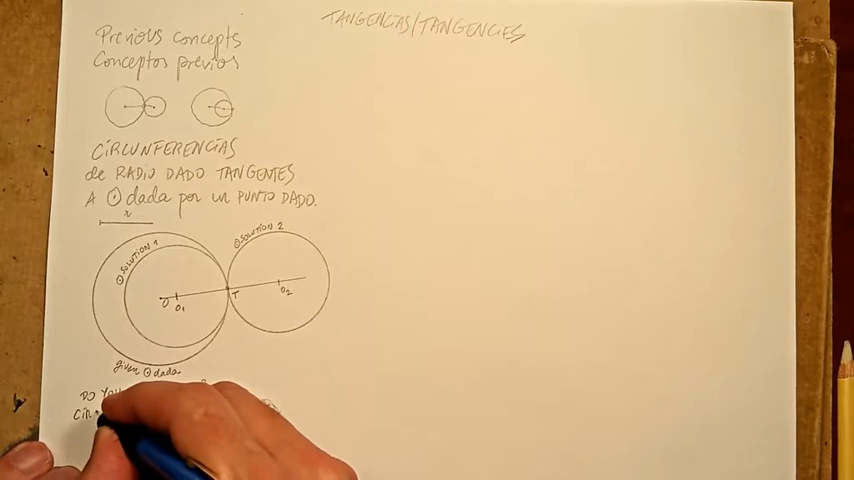 TANGENCIAS/TANGENCIES
Previous concepts
Conceptos previos
CIRCUNFERENCIAS
de RADIO DADO TANGENTES
A ⊙ dada por un PUNTO DADO.
r
⊙ SOLUTION 1
⊙ SOLUTION 2
O
O1
T
O2
given ⊙ dada
DO YOU
CIR